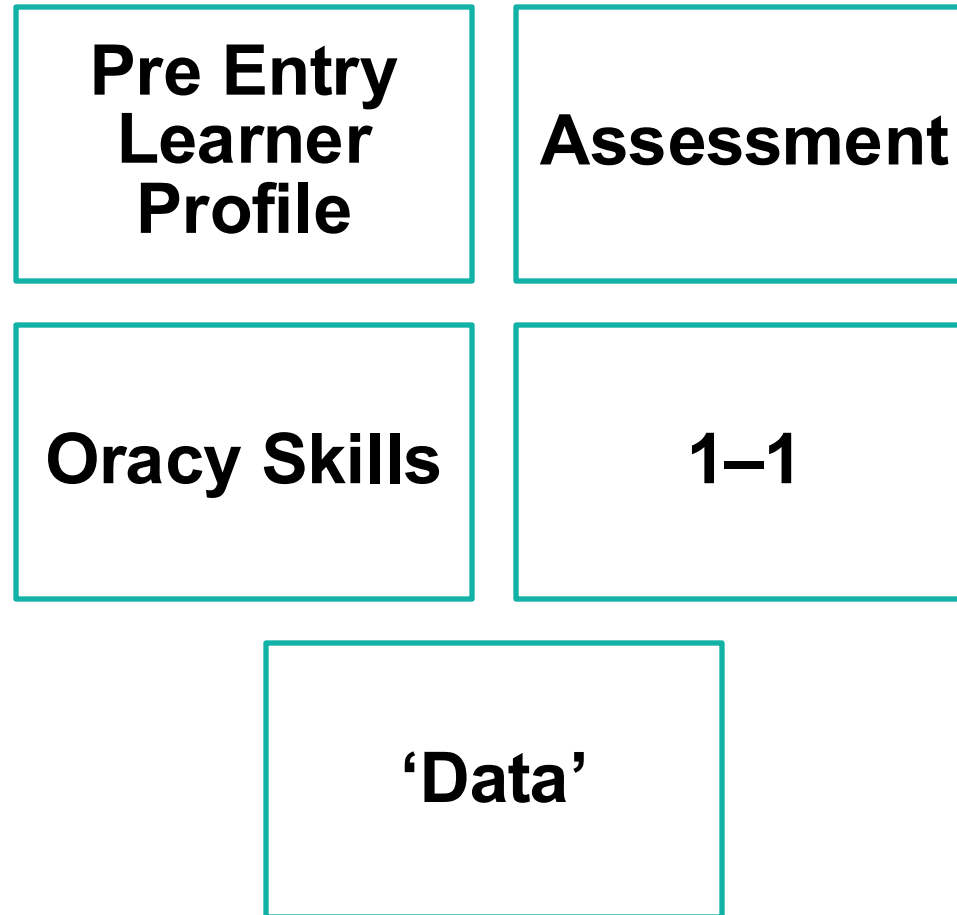 Pre Entry
Learner
Profile
Assessment
Oracy Skills
1–1
‘Data’